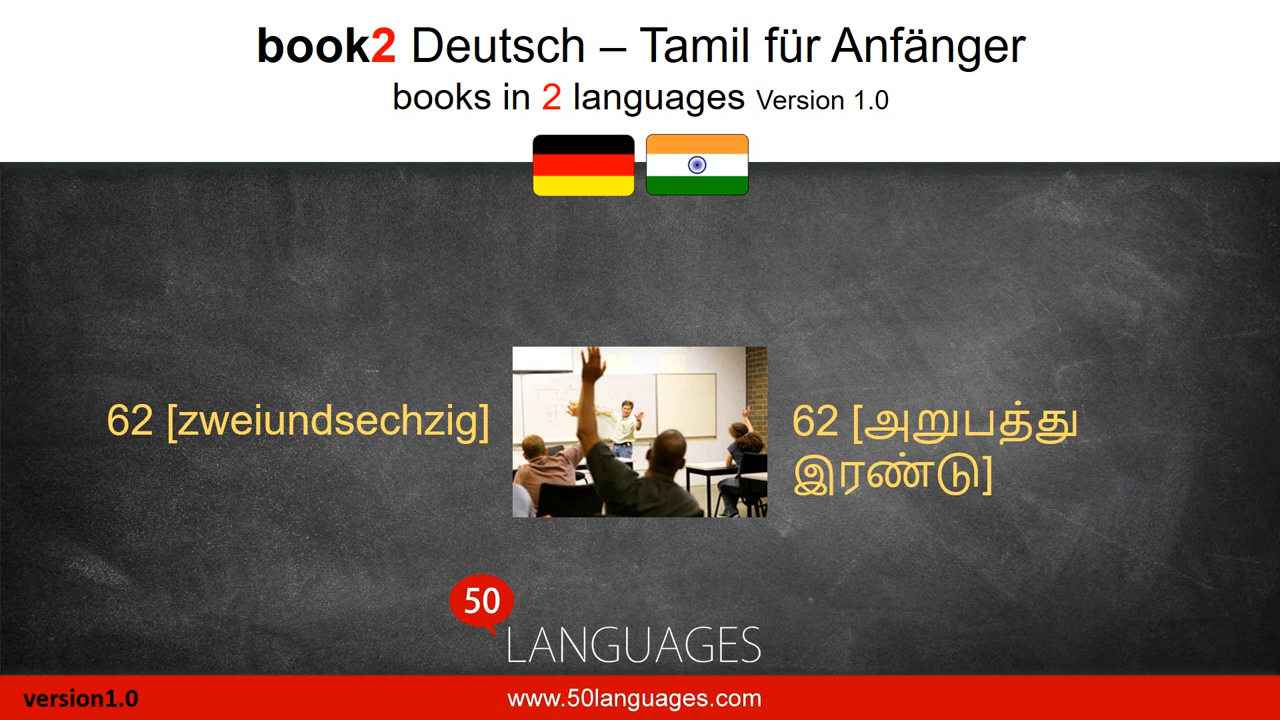 book2 Deutsch – Tamil für Anfänger
books in 2 languages Version 1.0
62 [zweiundsechzig]
62 [அறுபத்து
இரண்டு]
50
LANGUAGES
version1.0
www.50languages.com